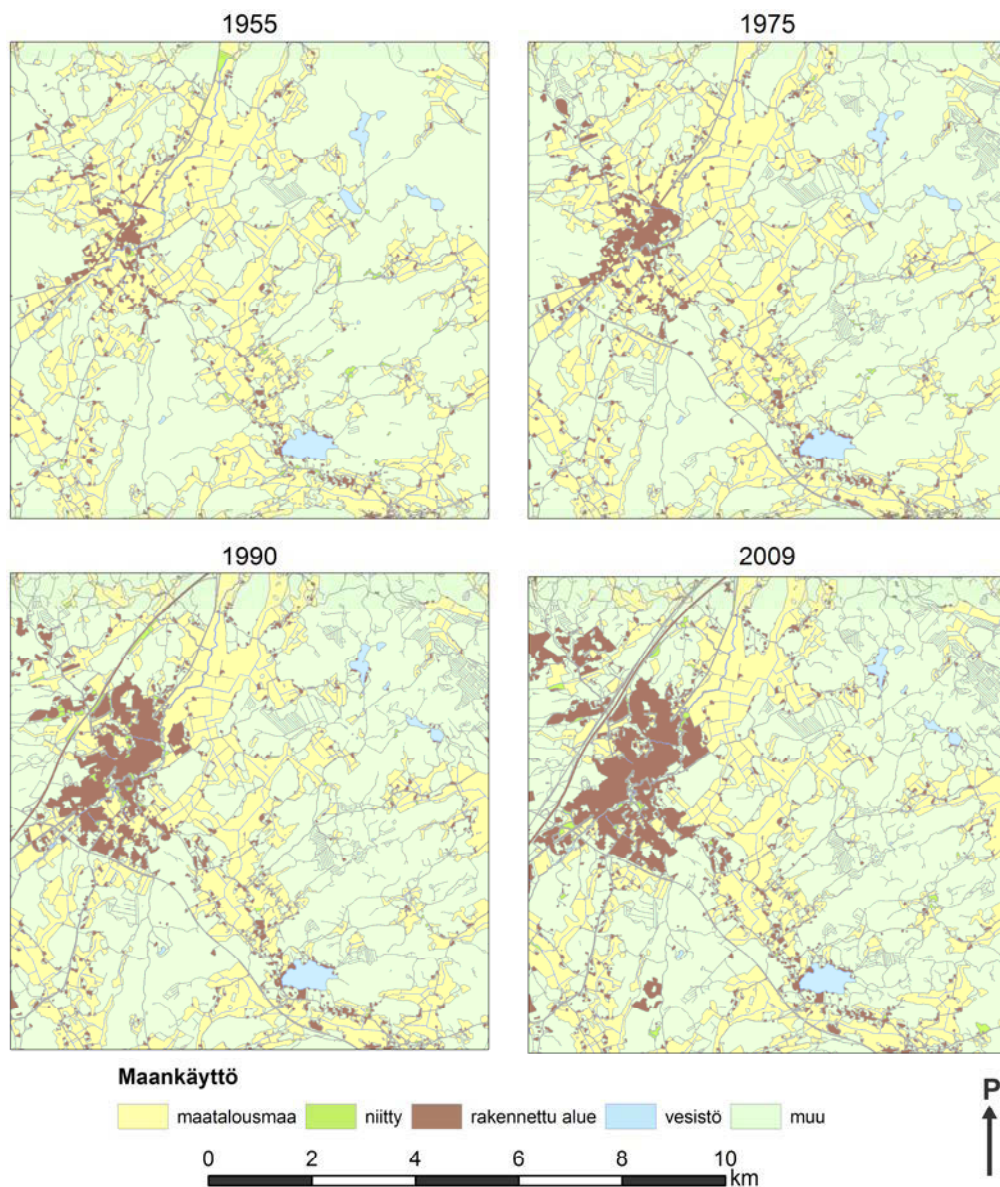 1955 1975
1990 2009
Maankäyttö
maatalousmaa niitty rakennettu alue vesistö muu
P
0 2 4 6 8 10
km